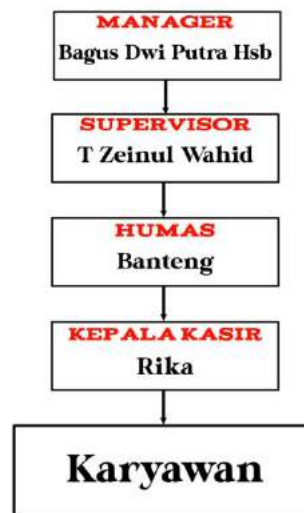 MANAGER
Bagus Dwi Putra Hsb
SUPERVISOR
T Zeinul Wahid
HUMAS
Banteng
KEPALA KASIR
Rika
Karyawan